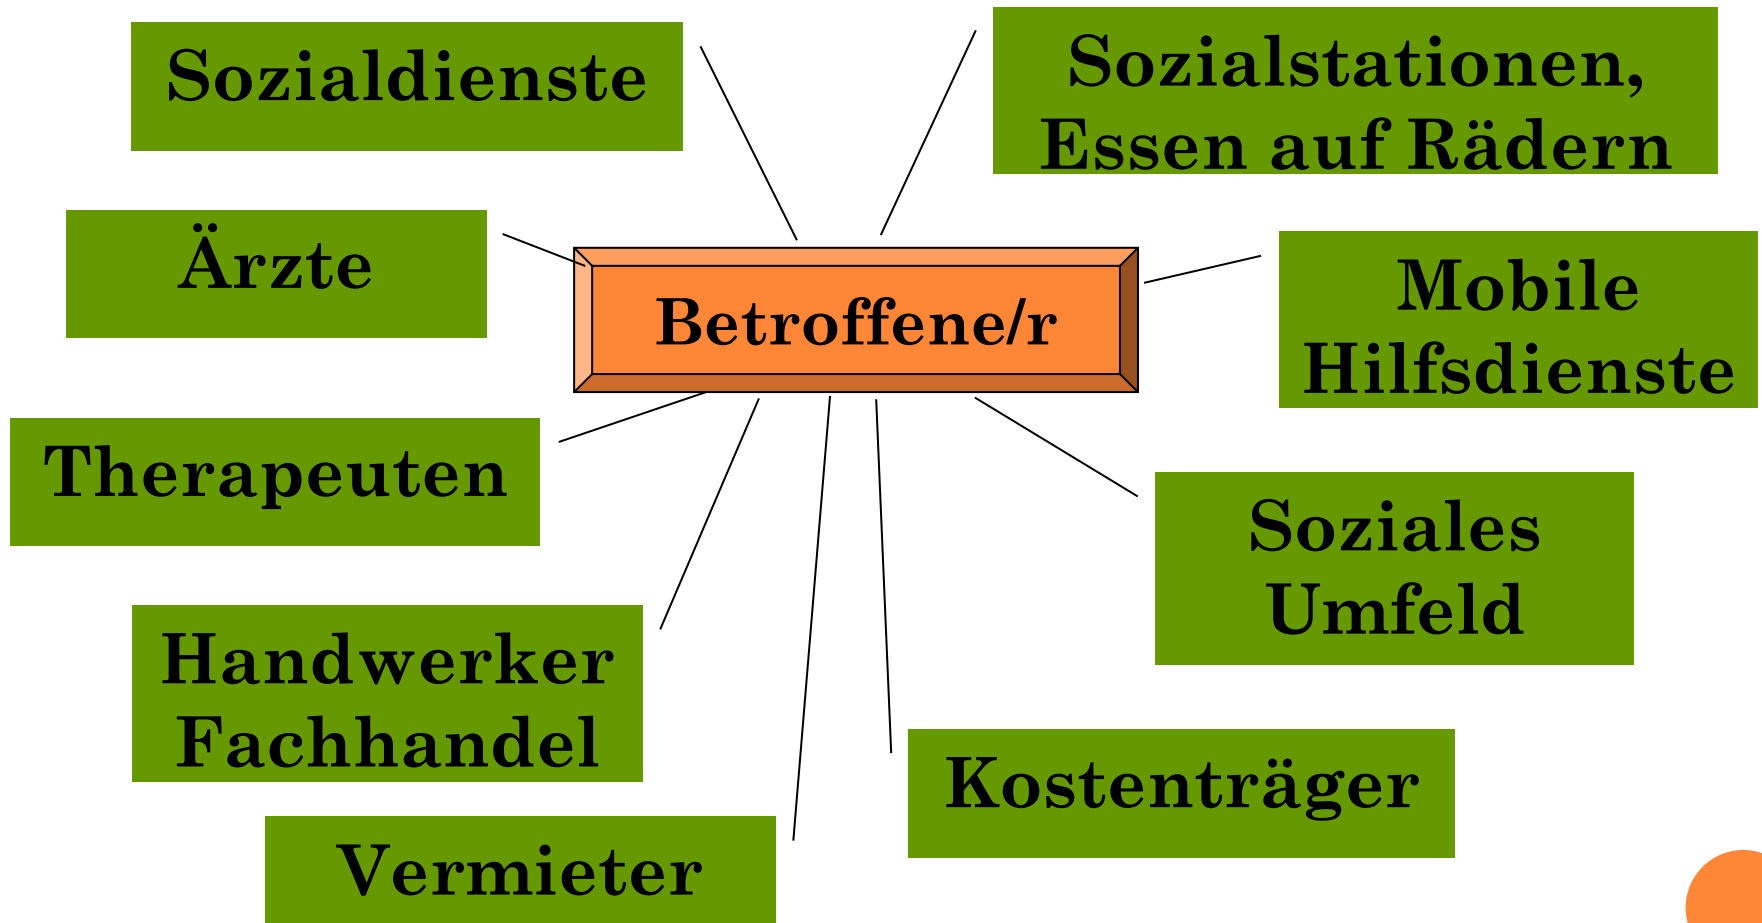 Sozialdienste
Sozialstationen,
Essen auf Rädern
Ärzte
Betroffene/r
Mobile
Hilfsdienste
Therapeuten
Soziales
Umfeld
Handwerker
Fachhandel
Kostenträger
Vermieter